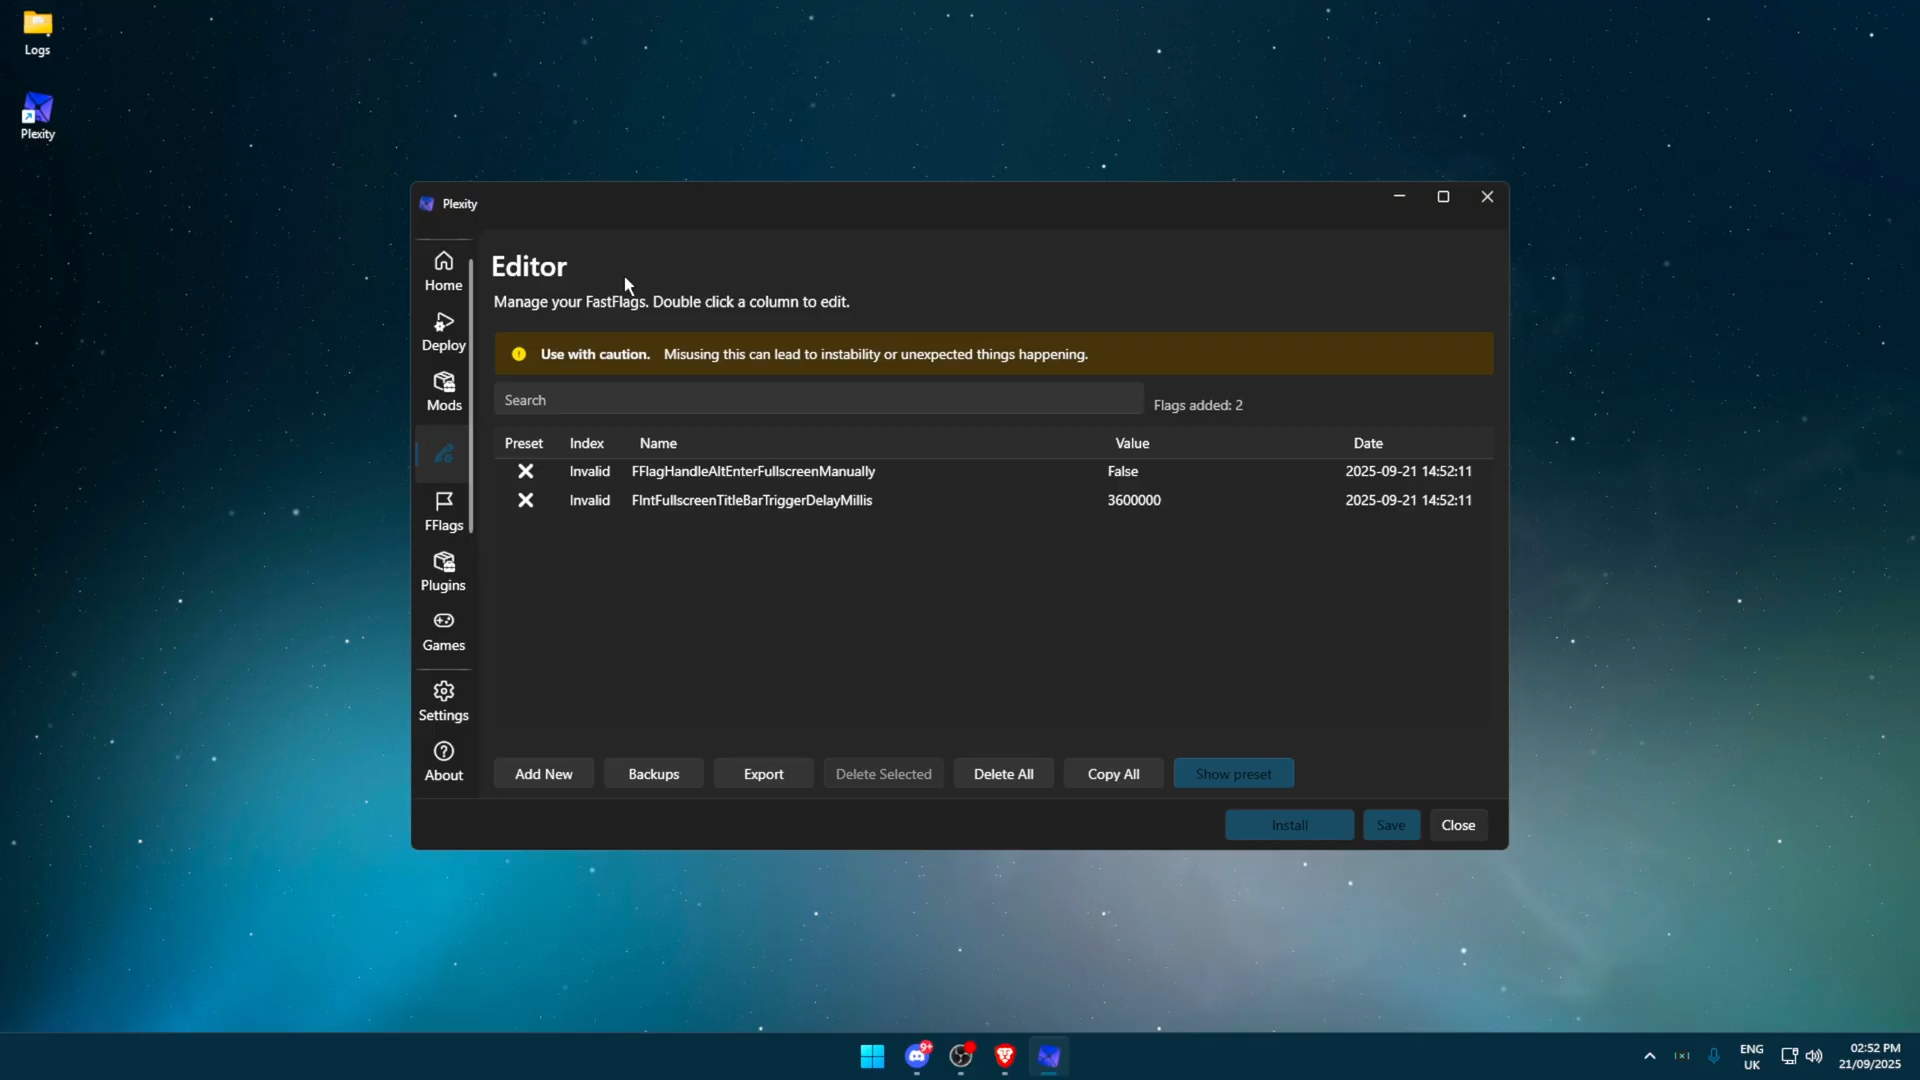 Logs
Plexity
Plexity
Home
Deploy
Mods
FFlags
Plugins
Games
Settings
About
Editor
Manage your FastFlags. Double click a column to edit.
Use with caution. Misusing this can lead to instability or unexpected things happening.
Search
Flags added: 2
Preset Index Name Value Date
Invalid FFlagHandleAltEnterFullscreenManually False 2025-09-21 14:52:11
Invalid FIntFullscreenTitleBarTriggerDelayMillis 3600000 2025-09-21 14:52:11
Add New Backups Export Delete Selected Delete All Copy All Show preset
Install Save Close
9+
ENG
UK
02:52 PM
21/09/2025